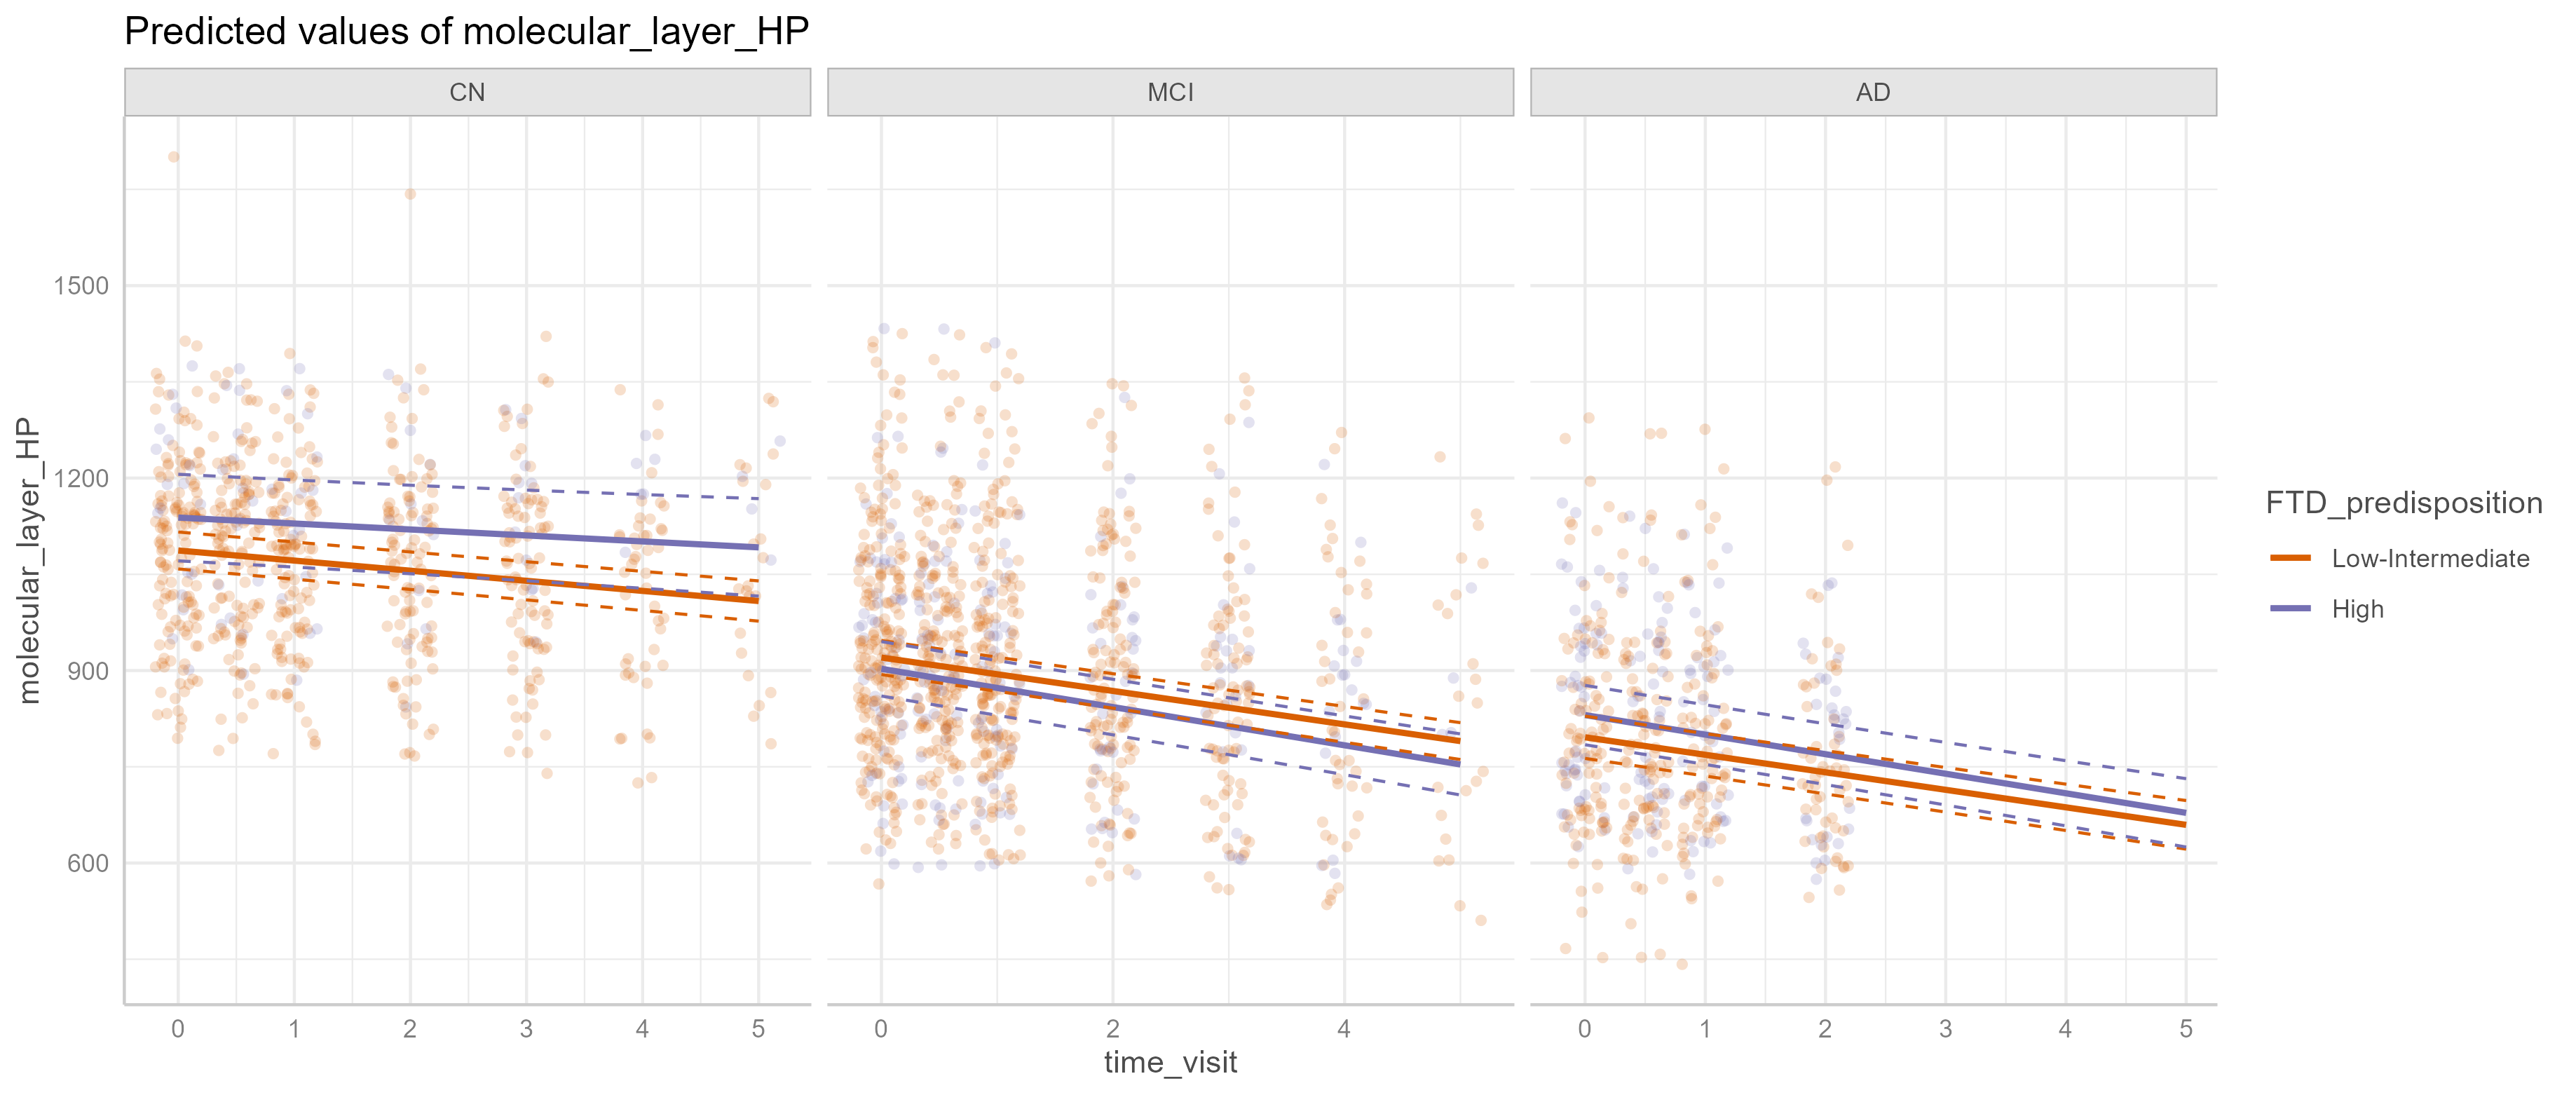 Predicted values of molecular_layer_HP
CN
MCI
AD
molecular_layer_HP
1500
1200
900
600
0 1 2 3 4 5
0 2 4
0 1 2 3 4 5
time_visit
FTD_predisposition
Low-Intermediate
High